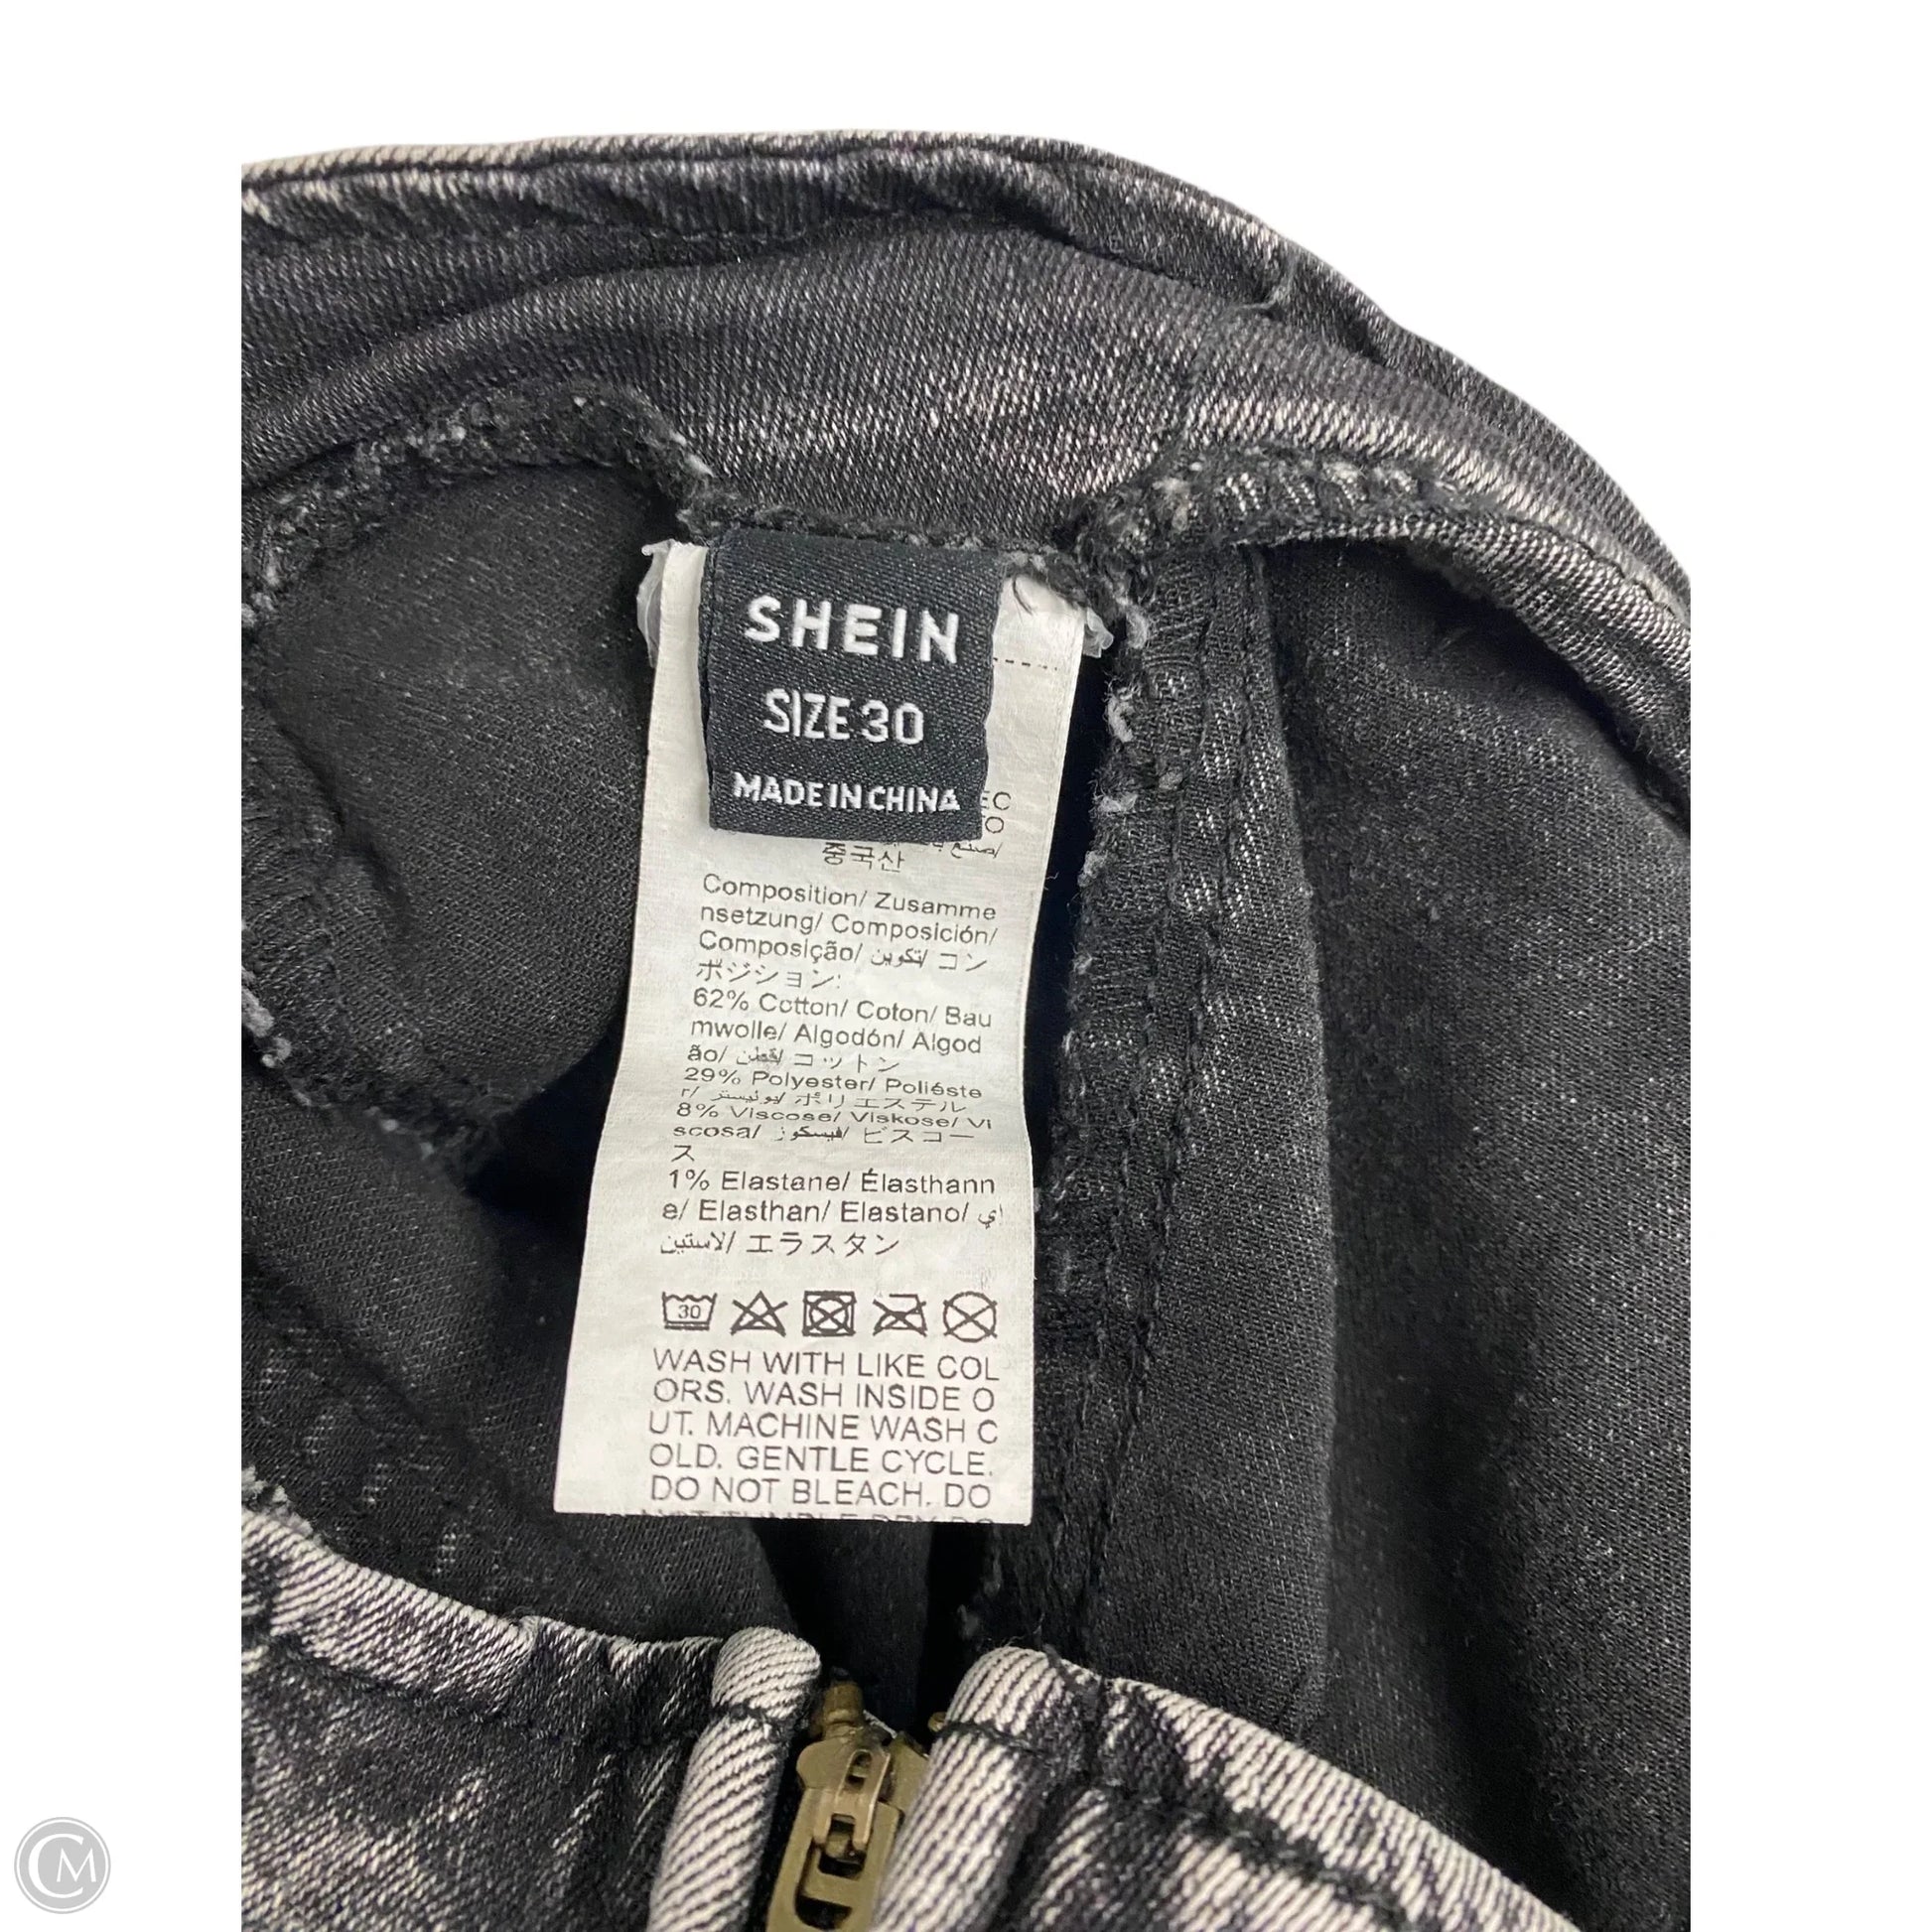 SHEIN
SIZE 30
MADE IN CHINA
중국산
Composition/ Zusamme
nsetzung/ Composición/
Composição/ تكوين/ コン
ポジション:
62% Cotton/ Coton/ Bau
mwolle/ Algodón/ Algod
ão/ قطن/ コットン
29% Polyester/ Polieste
r/ بوليستر/ ポリエステル
8% Viscose/ Viskose/ Vi
scosa/ فيسكوز/ ビスコー
ス
1% Elastane/ Élasthann
e/ Elasthan/ Elastano/ إي
لاستين/ エラスタン
30
WASH WITH LIKE COL
ORS. WASH INSIDE O
UT. MACHINE WASH C
OLD. GENTLE CYCLE.
DO NOT BLEACH. DO
CM